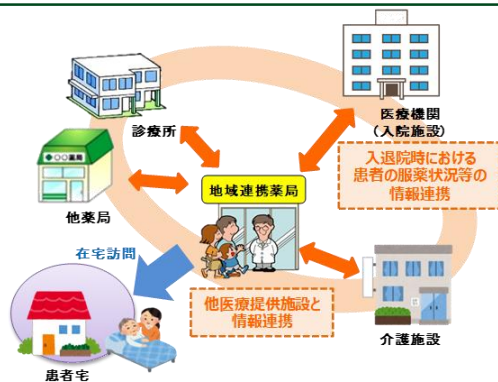 診療所
医療機関
(入院施設)
入退院時における
患者の服薬状況等の
情報連携
○○薬局
他薬局
地域連携薬局
在宅訪問
他医療提供施設と
情報連携
介護施設
患者宅